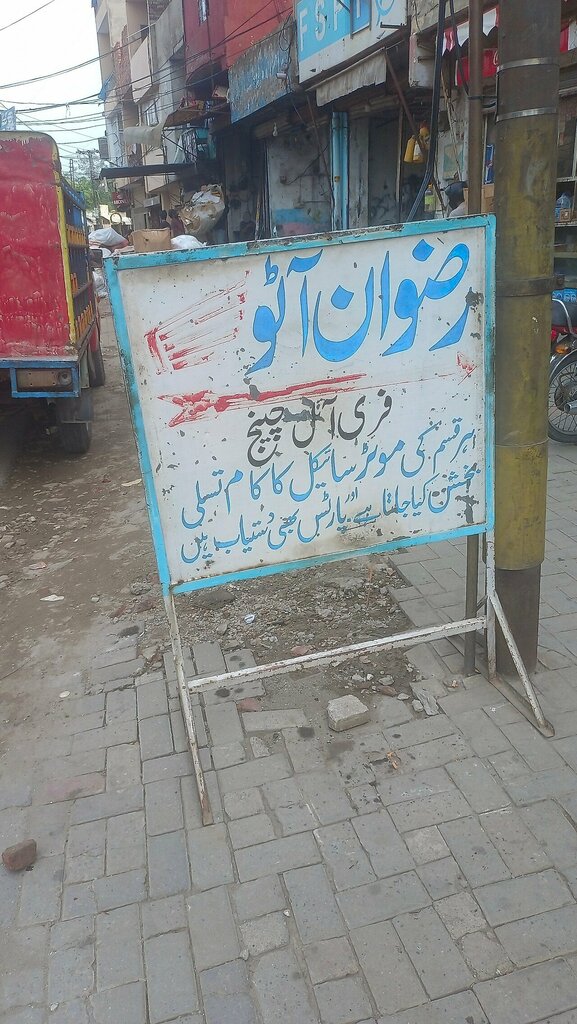 رضوان آٹو
فری آئل چینج
ہر قسم کی موٹر سائیکل کا کام تسلی
بخش کیا جاتا ہے اور پارٹس بھی دستیاب ہیں